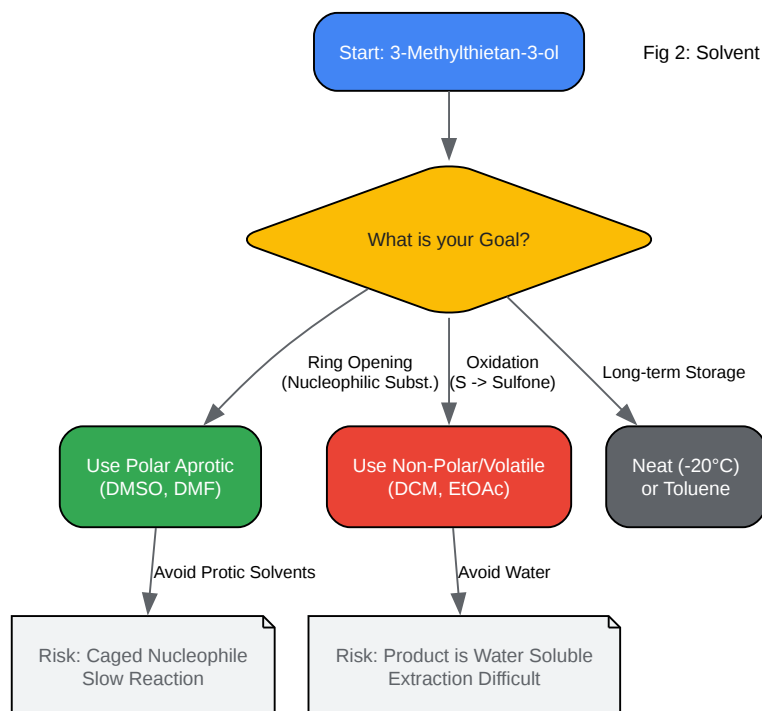 Start: 3-Methylthietan-3-ol
Fig 2: Solvent
What is your Goal?
Ring Opening
(Nucleophilic Subst.)
Oxidation
(S -> Sulfone)
Long-term Storage
Use Polar Aprotic
(DMSO, DMF)
Use Non-Polar/Volatile
(DCM, EtOAc)
Neat (-20°C)
or Toluene
Avoid Protic Solvents
Avoid Water
Risk: Caged Nucleophile
Slow Reaction
Risk: Product is Water Soluble
Extraction Difficult